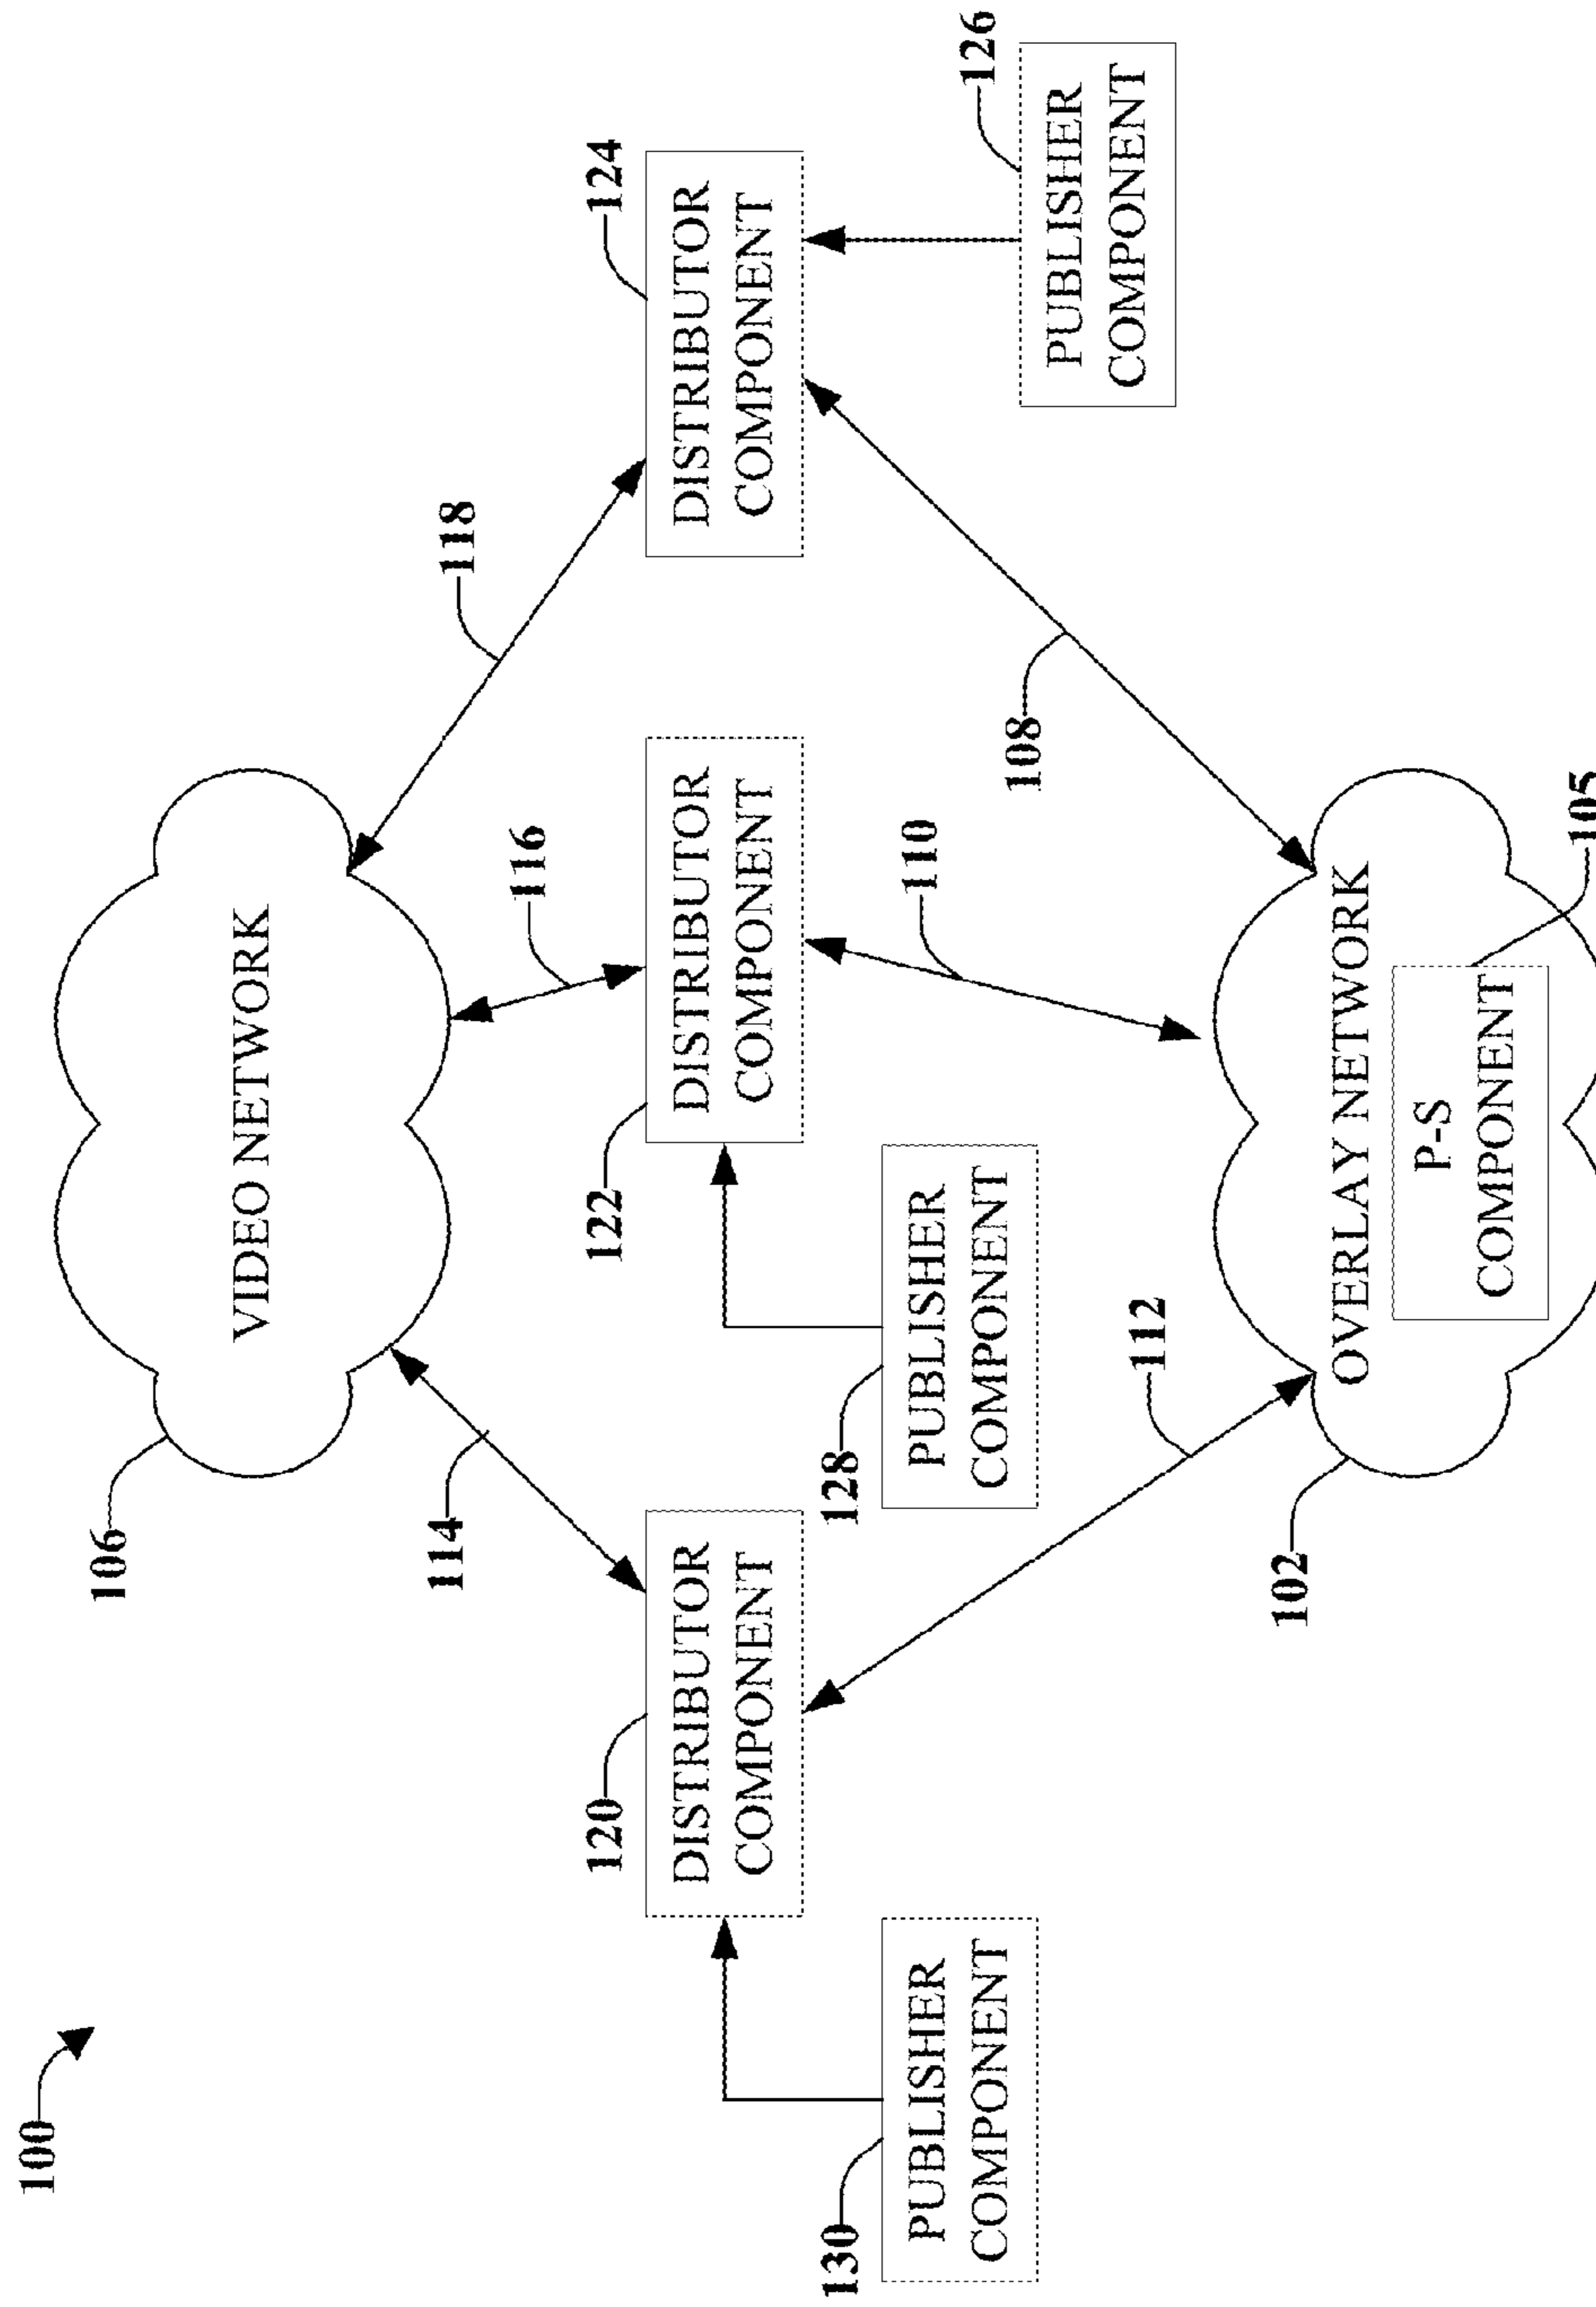 100
106
VIDEO NETWORK
114
116
118
120
DISTRIBUTOR
COMPONENT
122
DISTRIBUTOR
COMPONENT
124
DISTRIBUTOR
COMPONENT
130
PUBLISHER
COMPONENT
128
PUBLISHER
COMPONENT
110
108
126
PUBLISHER
COMPONENT
112
102
OVERLAY NETWORK
P-S
COMPONENT
105